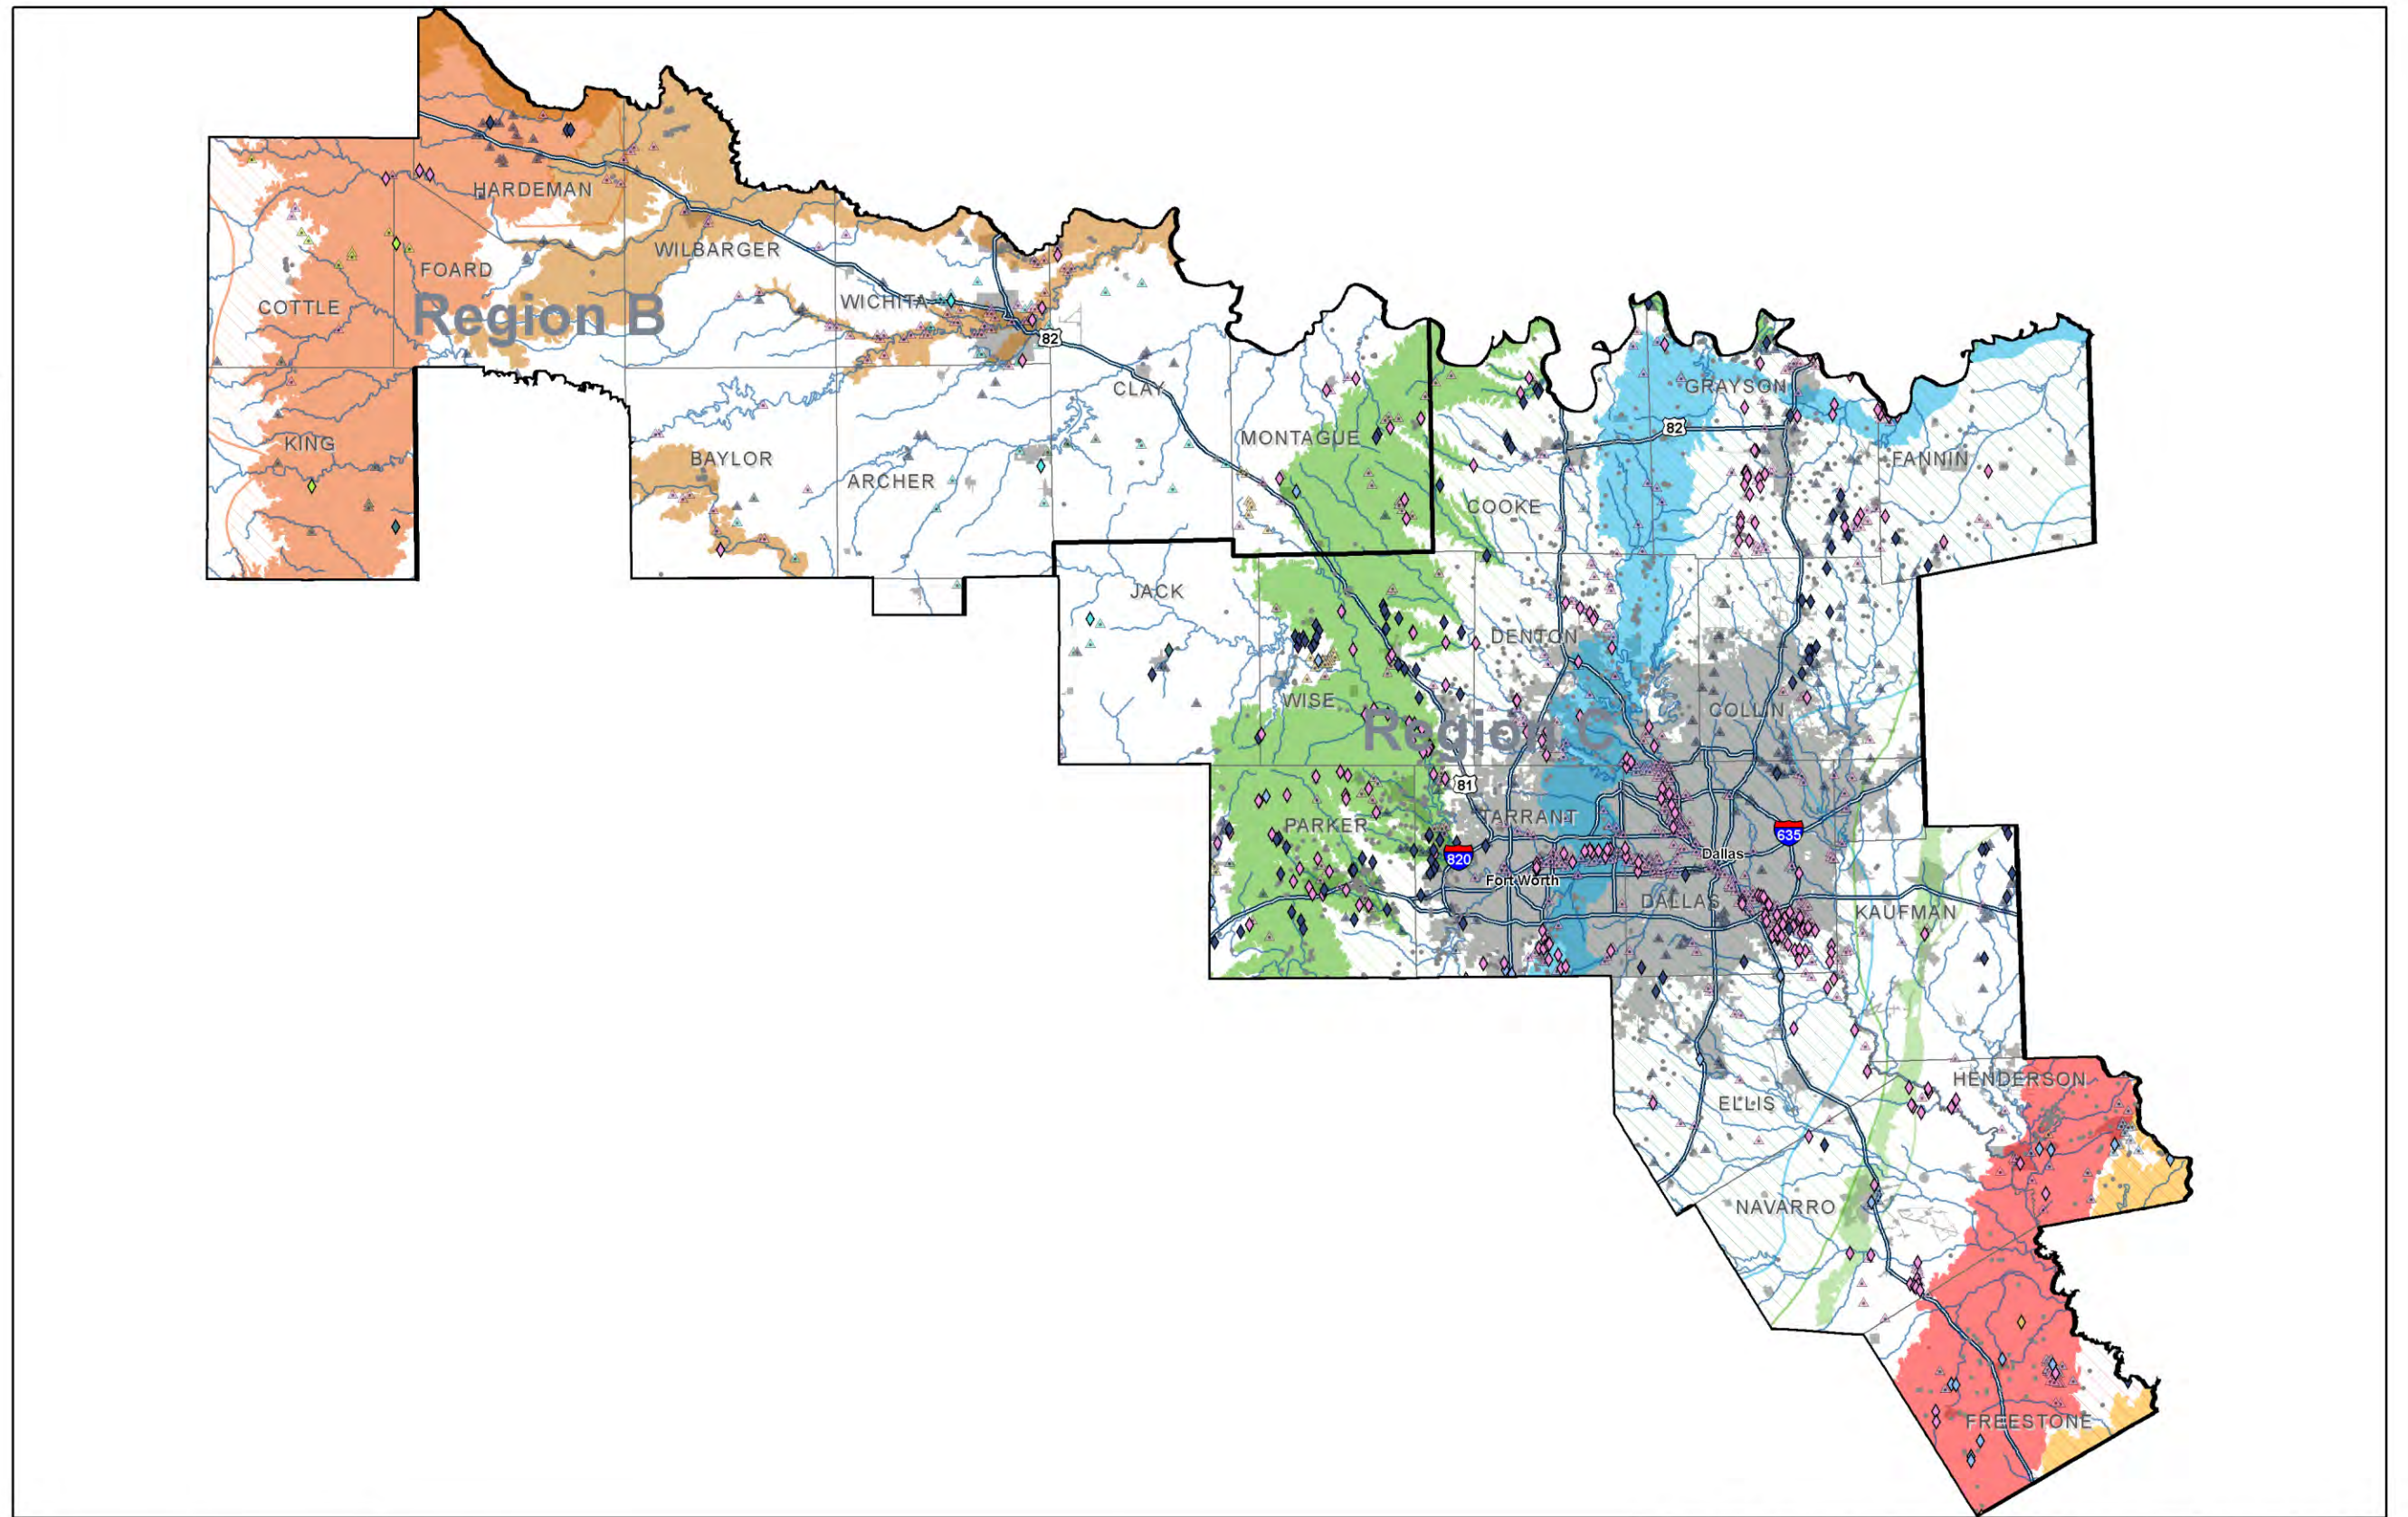 HARDEMAN
WILBARGER
FOARD
COTTLE
WICHITA
Region B
82
CLAY
GRAYSON
82
MONTAGUE
KING
BAYLOR
FANNIN
ARCHER
COOKE
JACK
DENTON
WISE
COLLIN
Region C
81
TARRANT
PARKER
635
820
Dallas
Fort Worth
DALLAS
KAUFMAN
HENDERSON
ELLIS
NAVARRO
FREESTONE